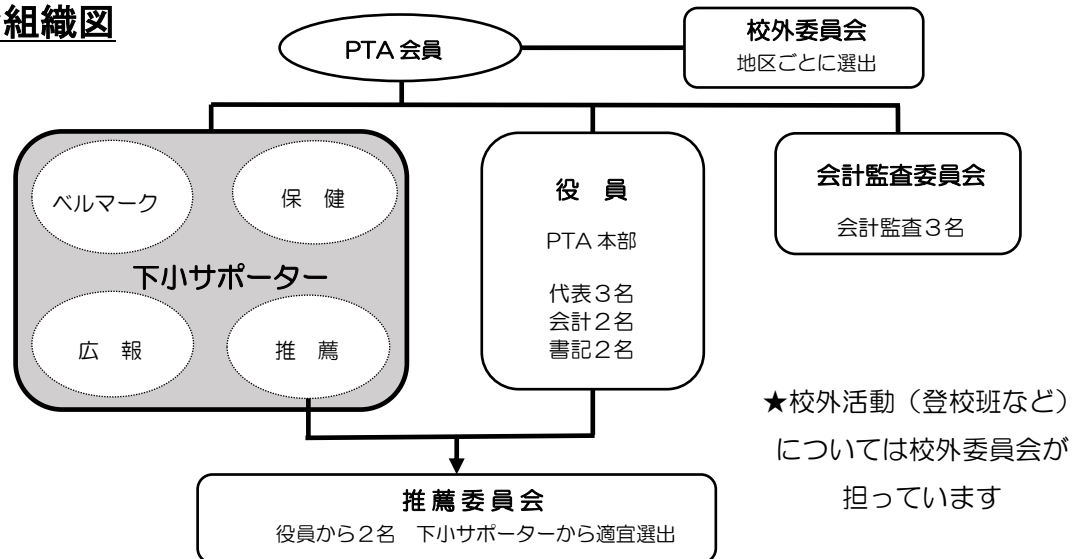 組織図
PTA 会員
校外委員会
地区ごとに選出
ベルマーク
保 健
下小サポーター
広 報
推 薦
役 員
PTA 本部
代表３名
会計２名
書記２名
会計監査委員会
会計監査３名
★校外活動（登校班など）
については校外委員会が
担っています
推薦委員会
役員から２名 下小サポーターから適宜選出